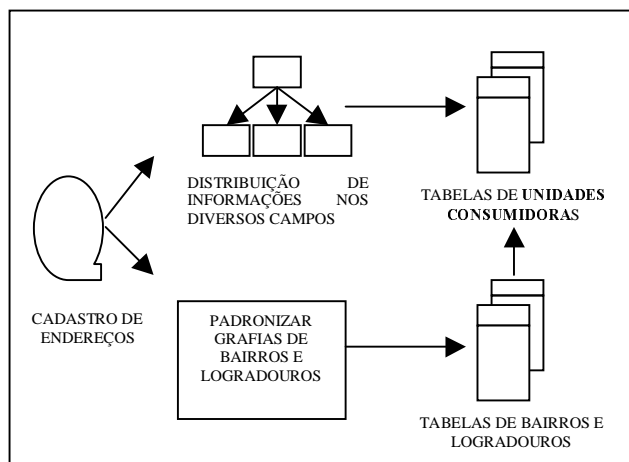 DISTRIBUIÇÃO DE
INFORMAÇÕES NOS
DIVERSOS CAMPOS
TABELAS DE UNIDADES
CONSUMIDORAS
CADASTRO DE
ENDEREÇOS
PADRONIZAR
GRAFIAS DE
BAIRROS E
LOGRADOUROS
TABELAS DE BAIRROS E
LOGRADOUROS